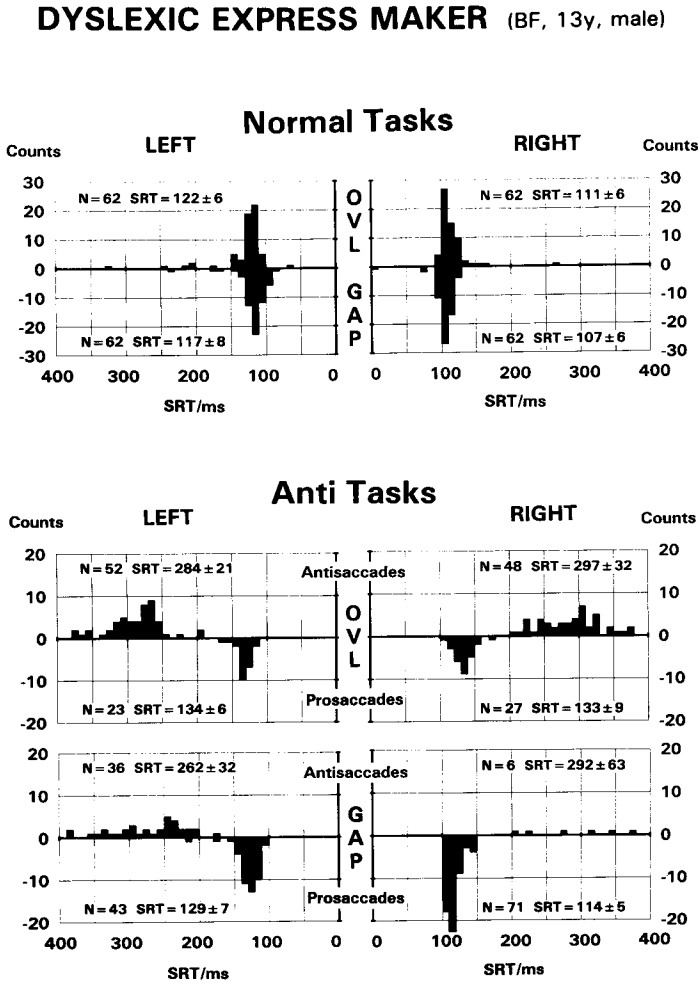 DYSLEXIC EXPRESS MAKER (BF, 13y, male)
Normal Tasks
LEFT
RIGHT
Counts
Counts
30
20
10
0
-10
-20
-30
N=62 SRT=122±6
N=62 SRT=117±8
OVL
GAP
N=62 SRT=111±6
N=62 SRT=107±6
30
20
10
0
-10
-20
-30
400 300 200 100 0
0 100 200 300 400
SRT/ms
SRT/ms
Anti Tasks
LEFT
RIGHT
Counts
Counts
20
10
0
-10
-20
N=52 SRT=284±21
N=23 SRT=134±6
Antisaccades
OVL
Prosaccades
N=48 SRT=297±32
N=27 SRT=133±9
20
10
0
-10
-20
20
10
0
-10
-20
N=36 SRT=262±32
N=43 SRT=129±7
Antisaccades
GAP
Prosaccades
N=6 SRT=292±63
N=71 SRT=114±5
20
10
0
-10
-20
400 300 200 100 0
0 100 200 300 400
SRT/ms
SRT/ms